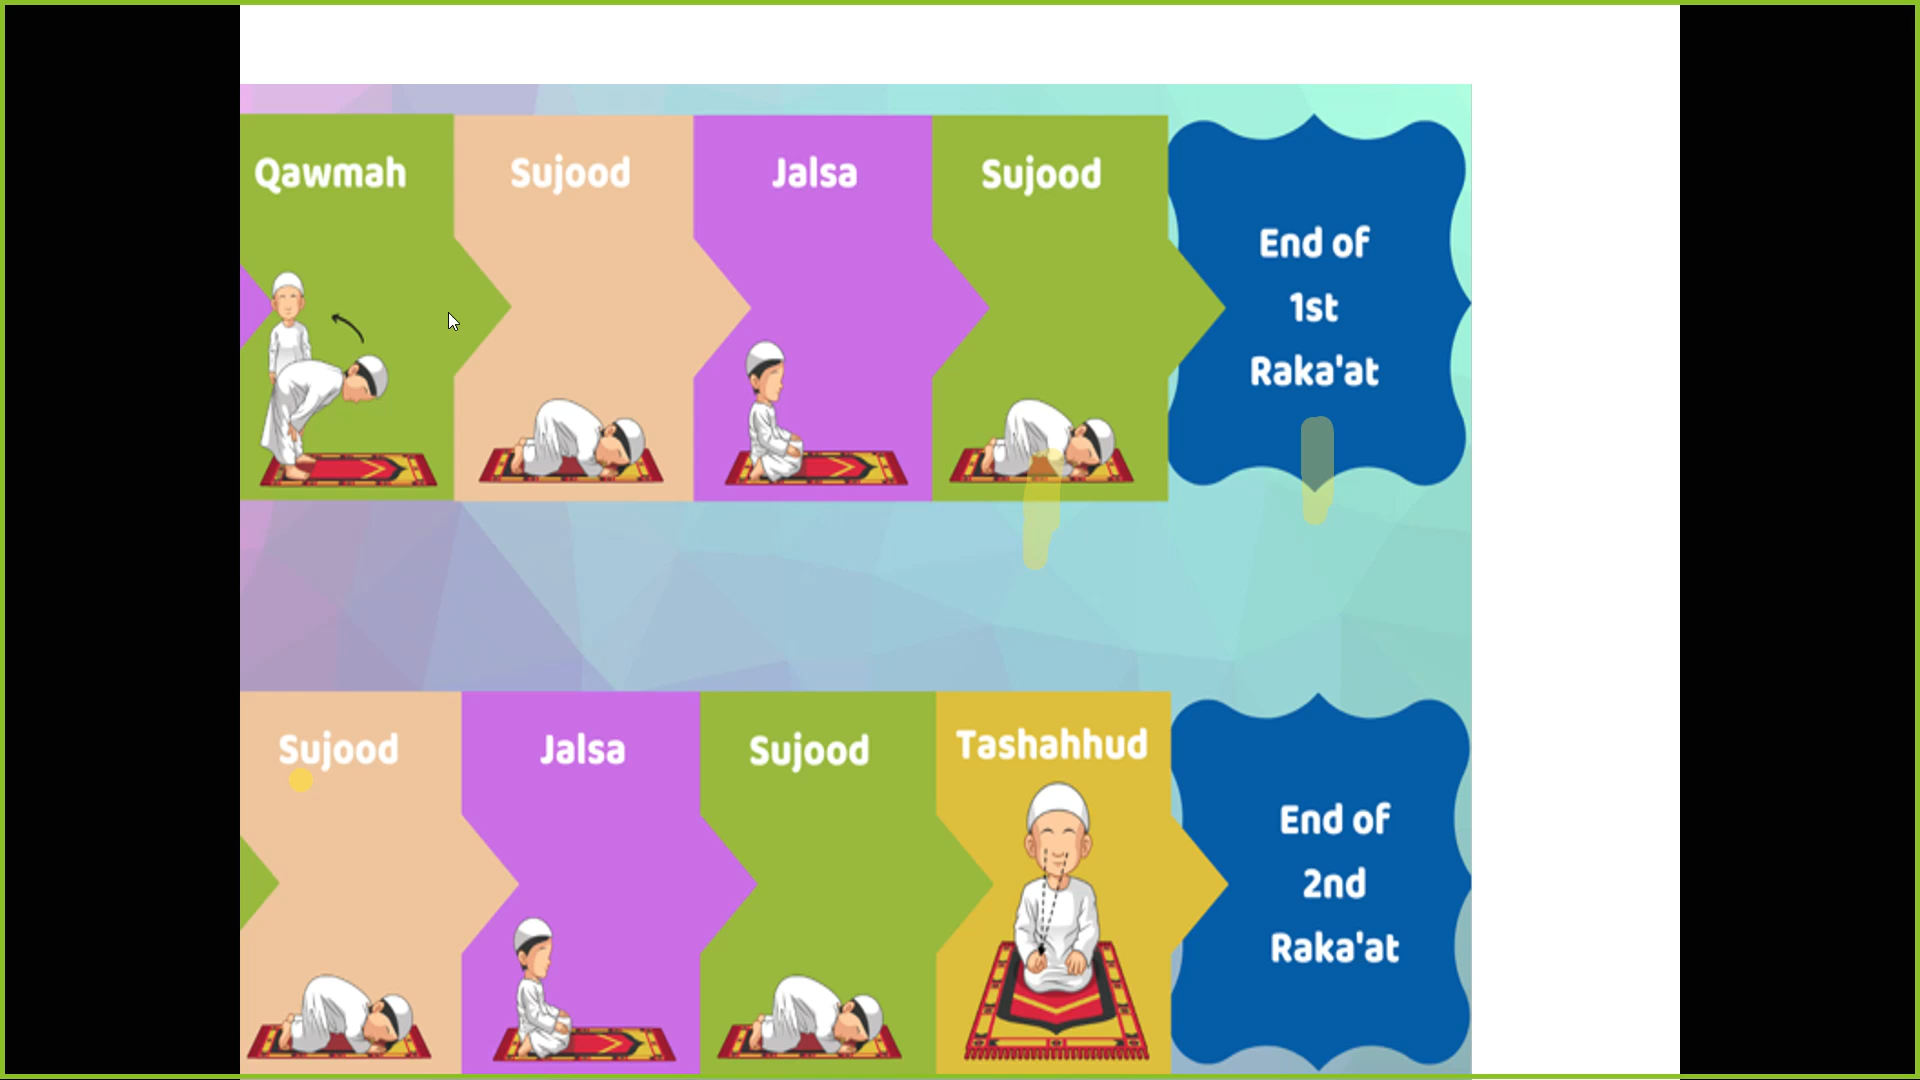 Qawmah
Sujood
Jalsa
Sujood
End of
1st
Raka'at
Sujood
Jalsa
Sujood
Tashahhud
End of
2nd
Raka'at